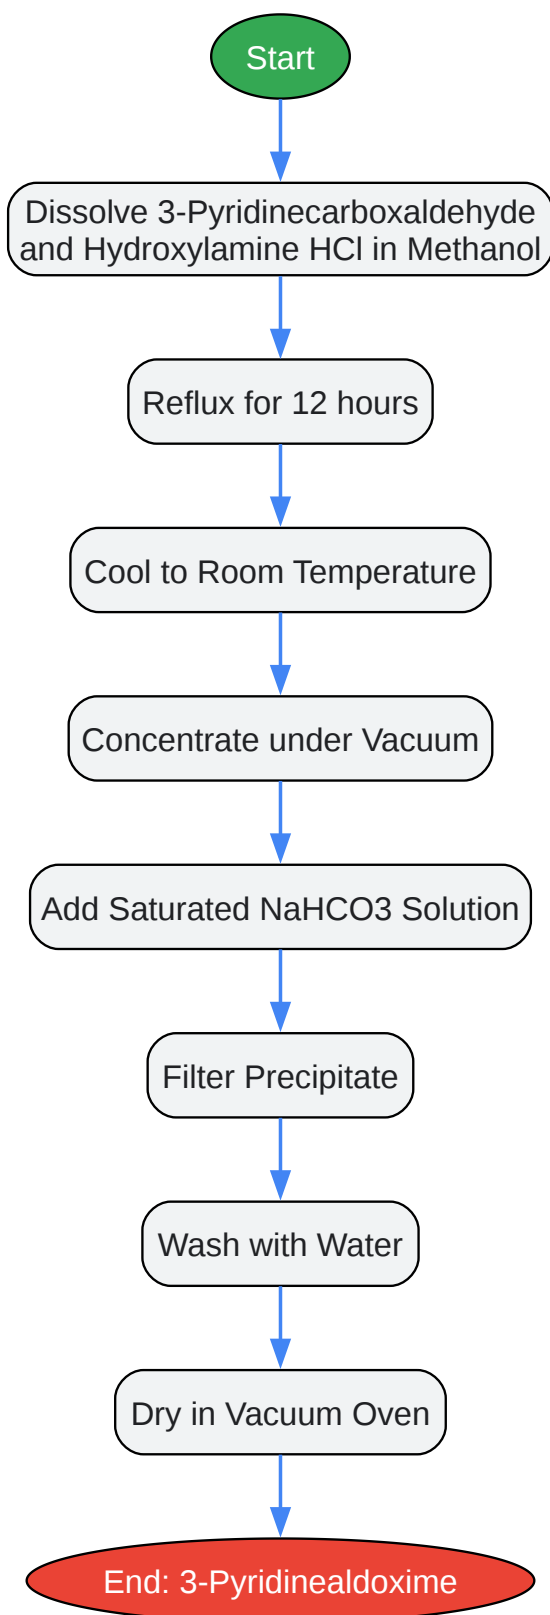 Start
Dissolve 3-Pyridinecarboxaldehyde
and Hydroxylamine HCl in Methanol
Reflux for 12 hours
Cool to Room Temperature
Concentrate under Vacuum
Add Saturated NaHCO3 Solution
Filter Precipitate
Wash with Water
Dry in Vacuum Oven
End: 3-Pyridinealdoxime